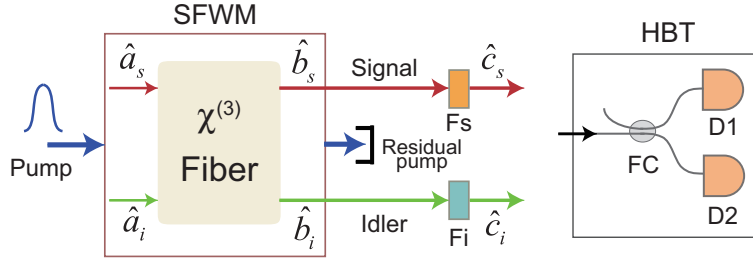 SFWM
HBT
â_s
b̂_s
Signal
ĉ_s
Fs
χ^(3)
Fiber
Pump
Residual
pump
D1
FC
D2
â_i
b̂_i
Idler
Fi
ĉ_i